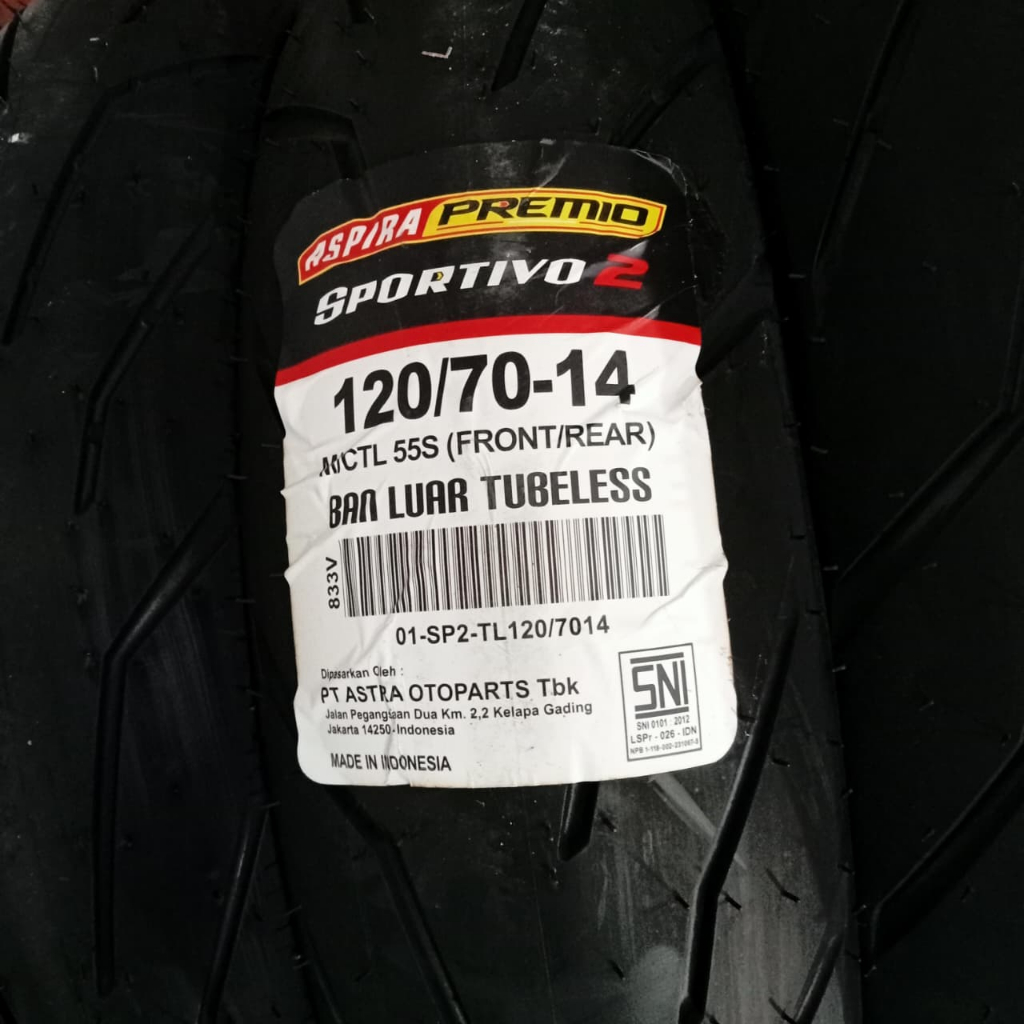 ASPIRA PREMIO
SPORTIVO 2
120/70-14
M/CTL 55S (FRONT/REAR)
BAN LUAR TUBELESS
833V
01-SP2-TL120/7014
Dipasarkan Oleh :
PT ASTRA OTOPARTS Tbk
Jalan Pegangsaan Dua Km. 2,2 Kelapa Gading
Jakarta 14250-Indonesia
MADE IN INDONESIA
SNI
SNI 0101 : 2012
LSPr - 026 - IDN